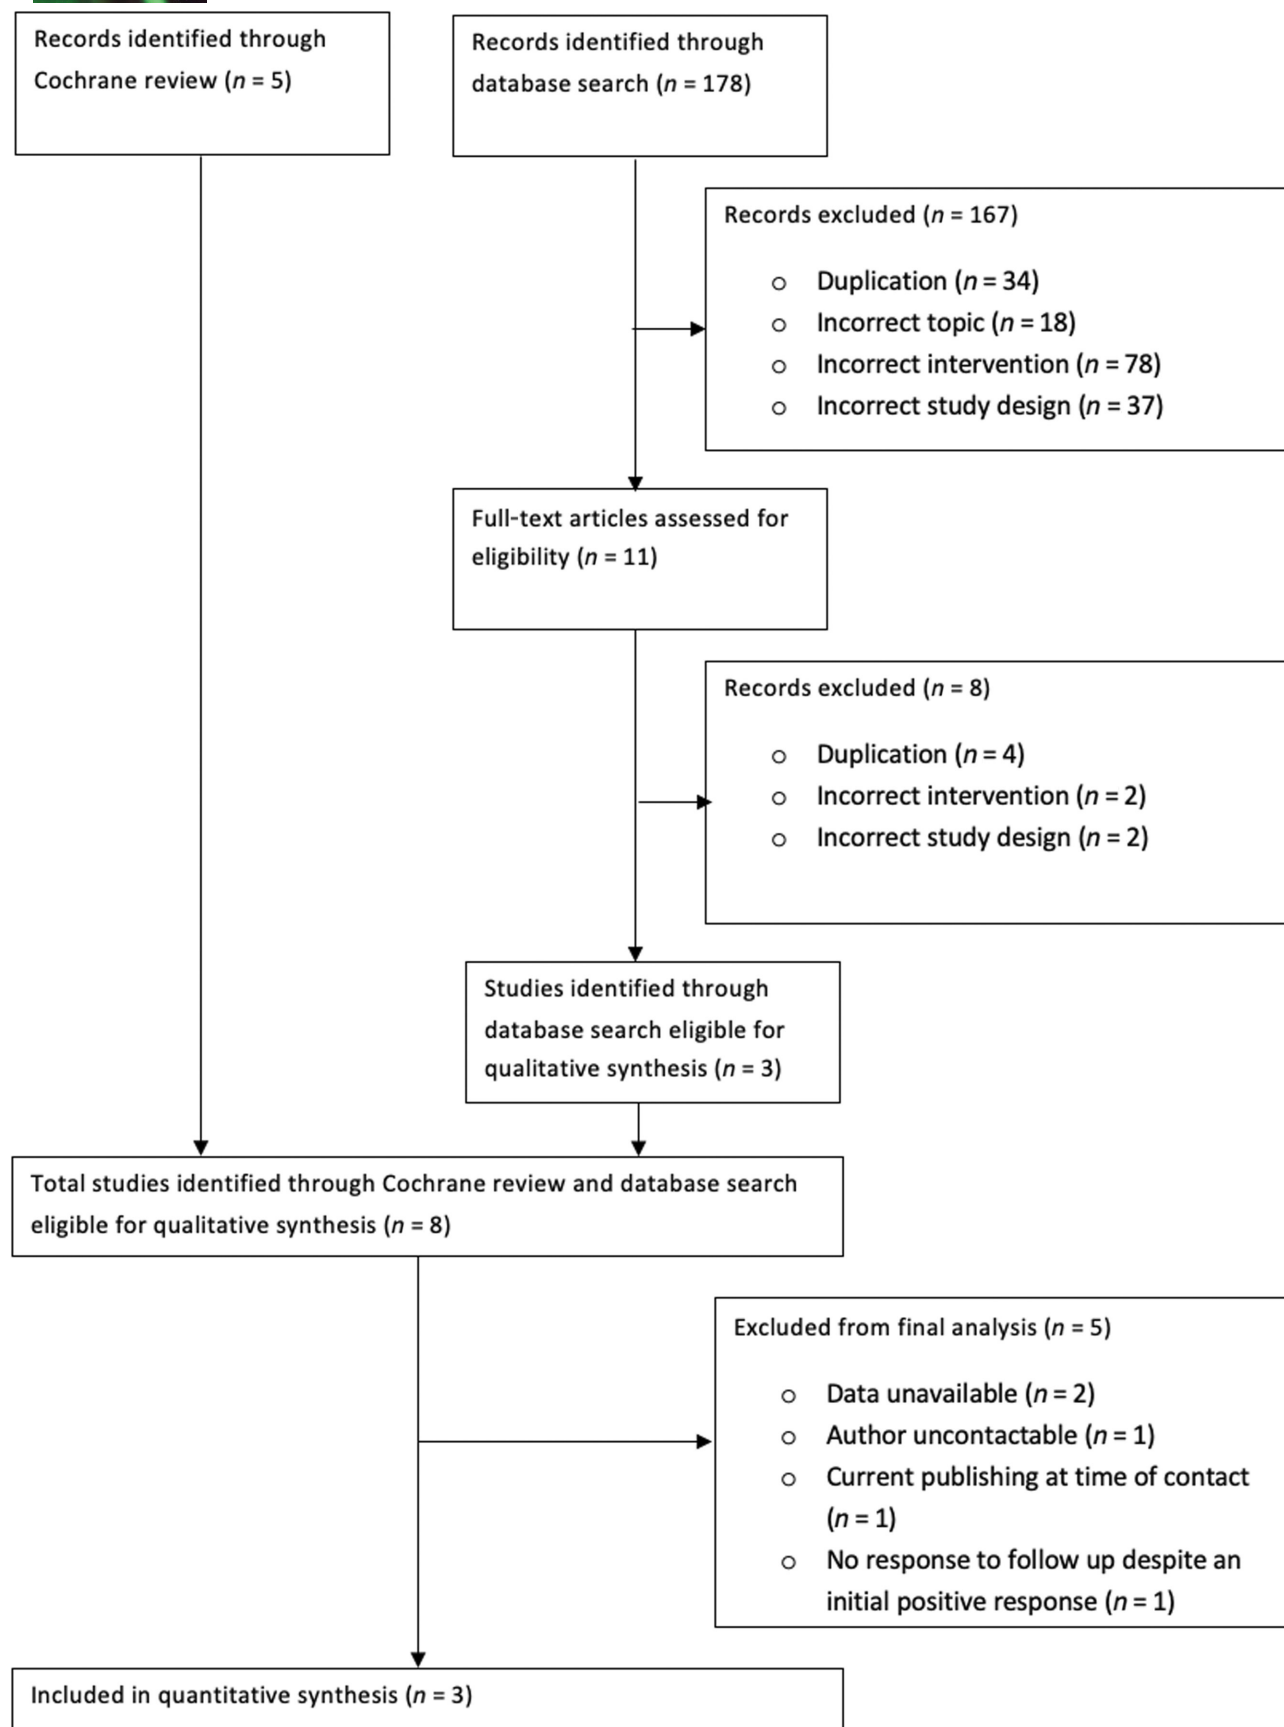 Records identified through
Cochrane review (n = 5)
Records identified through
database search (n = 178)
Records excluded (n = 167)
o Duplication (n = 34)
o Incorrect topic (n = 18)
o Incorrect intervention (n = 78)
o Incorrect study design (n = 37)
Full-text articles assessed for
eligibility (n = 11)
Records excluded (n = 8)
o Duplication (n = 4)
o Incorrect intervention (n = 2)
o Incorrect study design (n = 2)
Studies identified through
database search eligible for
qualitative synthesis (n = 3)
Total studies identified through Cochrane review and database search
eligible for qualitative synthesis (n = 8)
Excluded from final analysis (n = 5)
o Data unavailable (n = 2)
o Author uncontactable (n = 1)
o Current publishing at time of contact
(n = 1)
o No response to follow up despite an
initial positive response (n = 1)
Included in quantitative synthesis (n = 3)